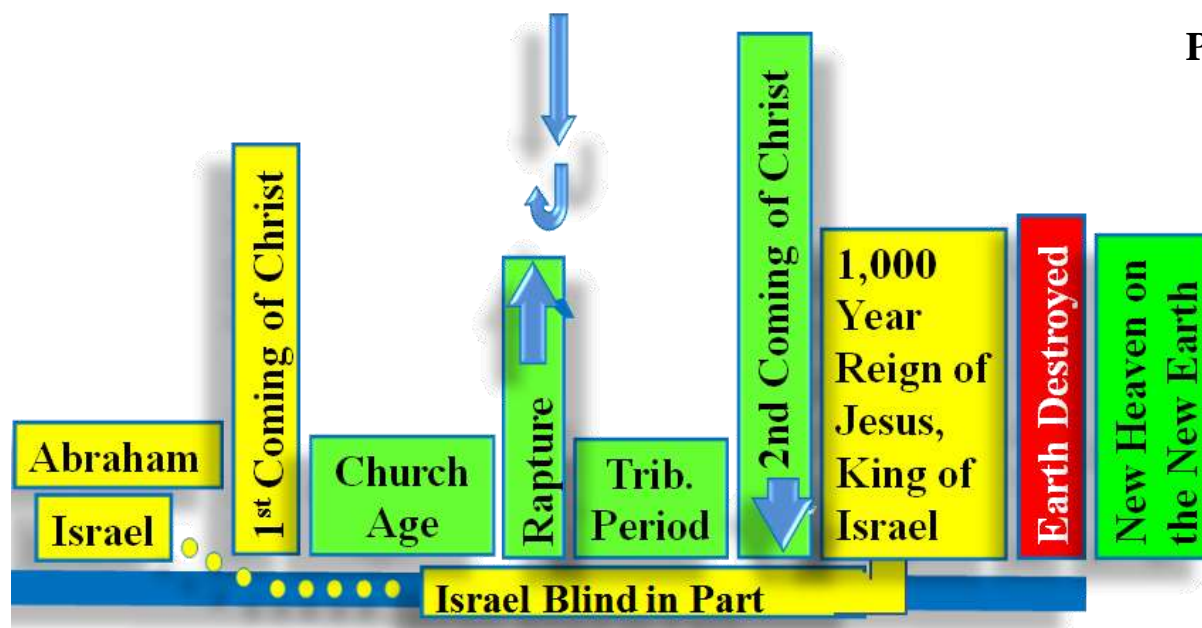 P
Abraham
Israel
1st Coming of Christ
Church
Age
Rapture
Trib.
Period
2nd Coming of Christ
1,000
Year
Reign of
Jesus,
King of
Israel
Earth Destroyed
New Heaven on
the New Earth
Israel Blind in Part